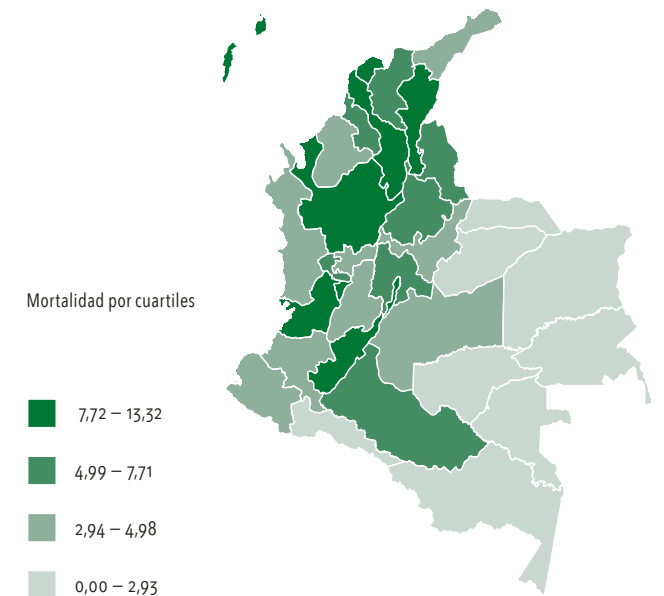 Mortalidad por cuartiles
7,72 – 13,32
4,99 – 7,71
2,94 – 4,98
0,00 – 2,93